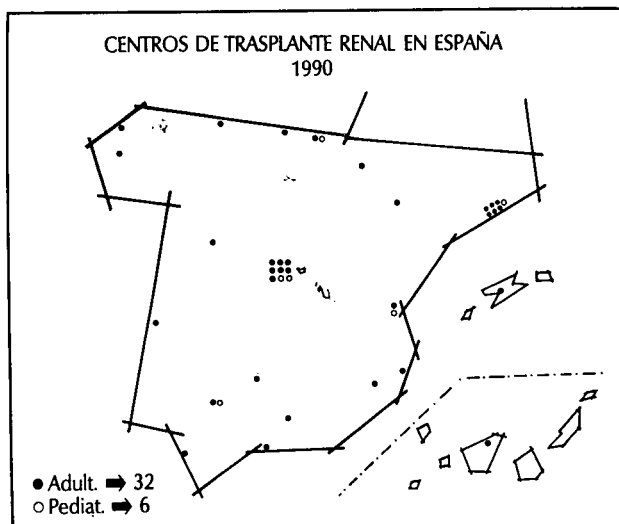 CENTROS DE TRASPLANTE RENAL EN ESPAÑA
1990
● Adult. ➡ 32
○ Pediat. ➡ 6